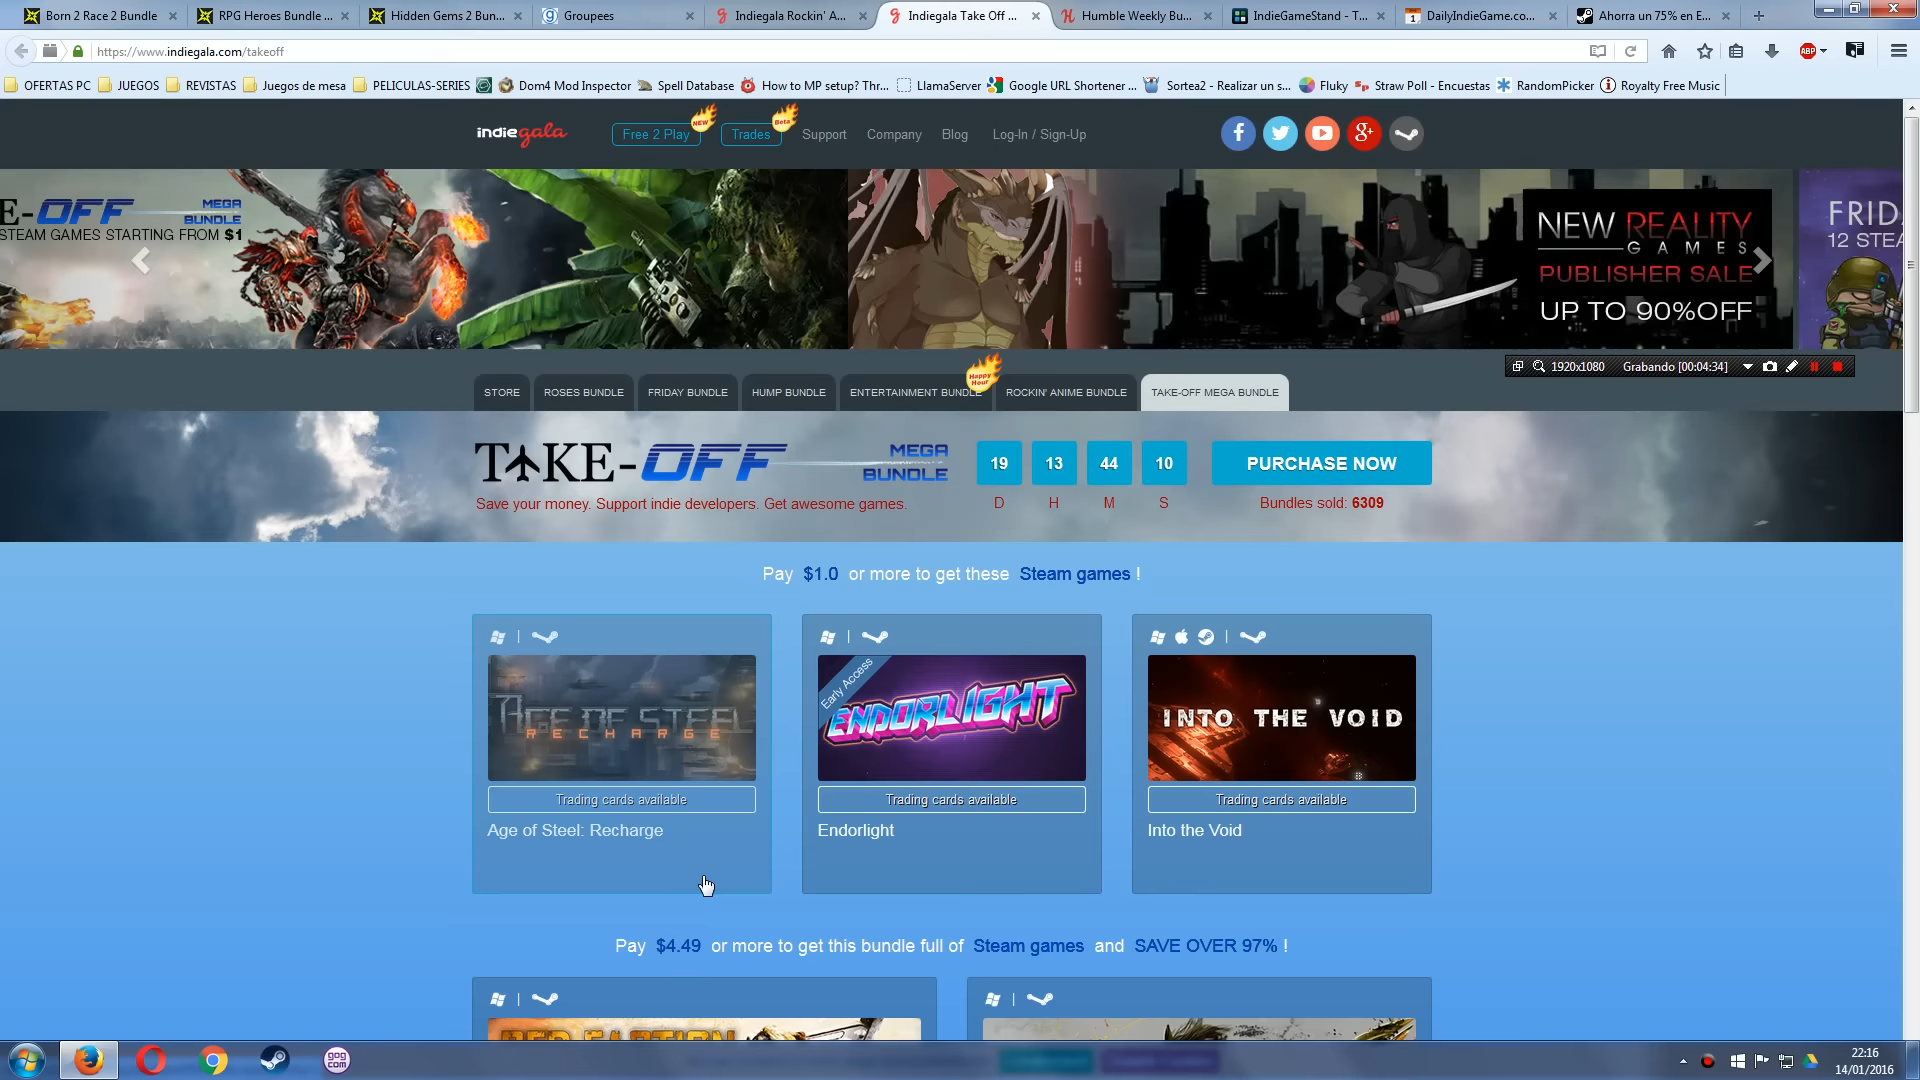 Born 2 Race 2 Bundle
RPG Heroes Bundle ...
Hidden Gems 2 Bun...
Groupees
Indiegala Rockin' A...
Indiegala Take Off ...
Humble Weekly Bu...
IndieGameStand - T...
DailyIndieGame.co...
Ahorra un 75% en E...
https://www.indiegala.com/takeoff
ABP
OFERTAS PC
JUEGOS
REVISTAS
Juegos de mesa
PELICULAS-SERIES
Dom4 Mod Inspector
Spell Database
How to MP setup? Thr...
LlamaServer
Google URL Shortener ...
Sortea2 - Realizar un s...
Fluky
Straw Poll - Encuestas
RandomPicker
Royalty Free Music
indiegala
Free 2 Play
NEW
Trades
Beta
Support
Company
Blog
Log-In / Sign-Up
E-OFF MEGA BUNDLE
STEAM GAMES STARTING FROM $1
NEW REALITY
GAMES
PUBLISHER SALE
UP TO 90%OFF
FRID
12 STEA
1920x1080
Grabando [00:04:34]
Happy Hour
STORE
ROSES BUNDLE
FRIDAY BUNDLE
HUMP BUNDLE
ENTERTAINMENT BUNDLE
ROCKIN' ANIME BUNDLE
TAKE-OFF MEGA BUNDLE
TAKE-OFF MEGA BUNDLE
19 13 44 10
PURCHASE NOW
Save your money. Support indie developers. Get awesome games.
D H M S
Bundles sold: 6309
Pay $1.0 or more to get these Steam games !
Early Access
AGE OF STEEL
RECHARGE
ENDORLIGHT
INTO THE VOID
Trading cards available
Trading cards available
Trading cards available
Age of Steel: Recharge
Endorlight
Into the Void
Pay $4.49 or more to get this bundle full of Steam games and SAVE OVER 97% !
RED FACTION
gog com
22:16
14/01/2016